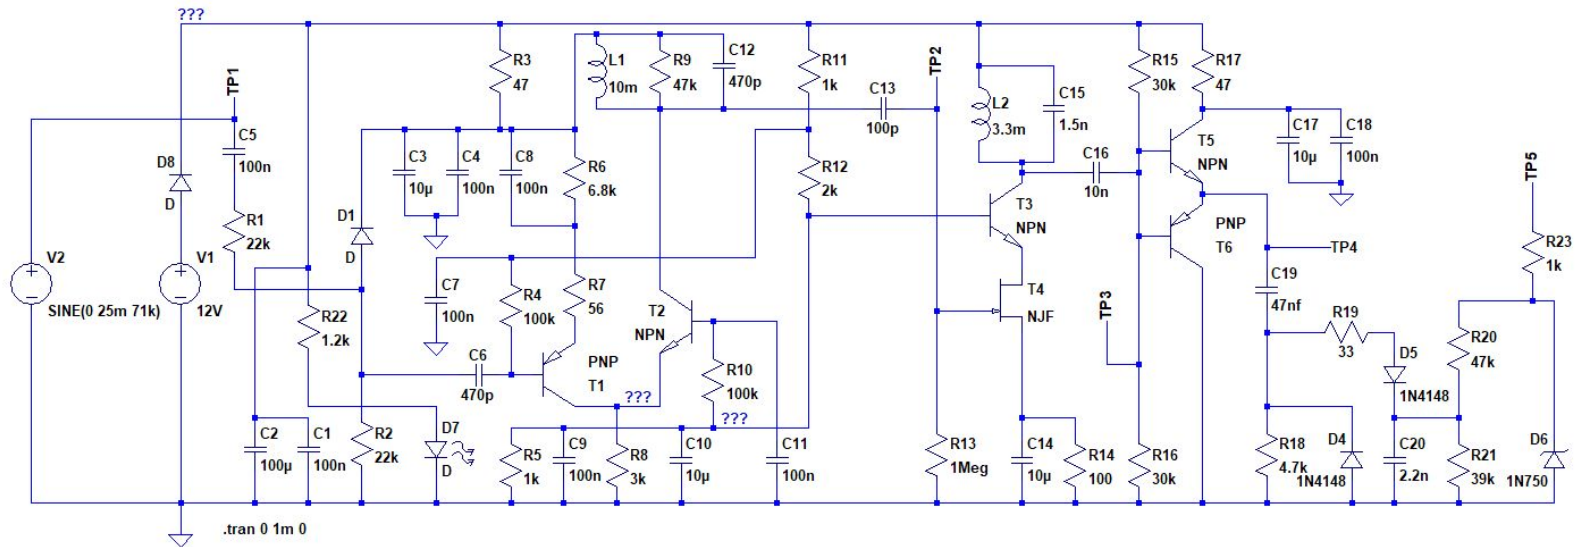 ???
TP1
C5
100n
D8
D
R1
22k
V2
SINE(0 25m 71k)
V1
12V
R22
1.2k
C2
100µ
C1
100n
R2
22k
D7
D
D1
D
R3
47
C3
10µ
C4
100n
C8
100n
R6
6.8k
R7
56
C7
100n
R4
100k
C6
470p
PNP
T1
L1
10m
R9
47k
C12
470p
T2
NPN
R10
100k
???
???
R5
1k
C9
100n
R8
3k
C10
10µ
C11
100n
R11
1k
R12
2k
C13
100p
TP2
L2
3.3m
C15
1.5n
C16
10n
T3
NPN
T4
NJF
TP3
R13
1Meg
C14
10µ
R14
100
R15
30k
R16
30k
R17
47
T5
NPN
PNP
T6
C17
10µ
C18
100n
TP4
C19
47nf
R19
33
D5
1N4148
R18
4.7k
D4
1N4148
C20
2.2n
R20
47k
R21
39k
TP5
R23
1k
D6
1N750
.tran 0 1m 0